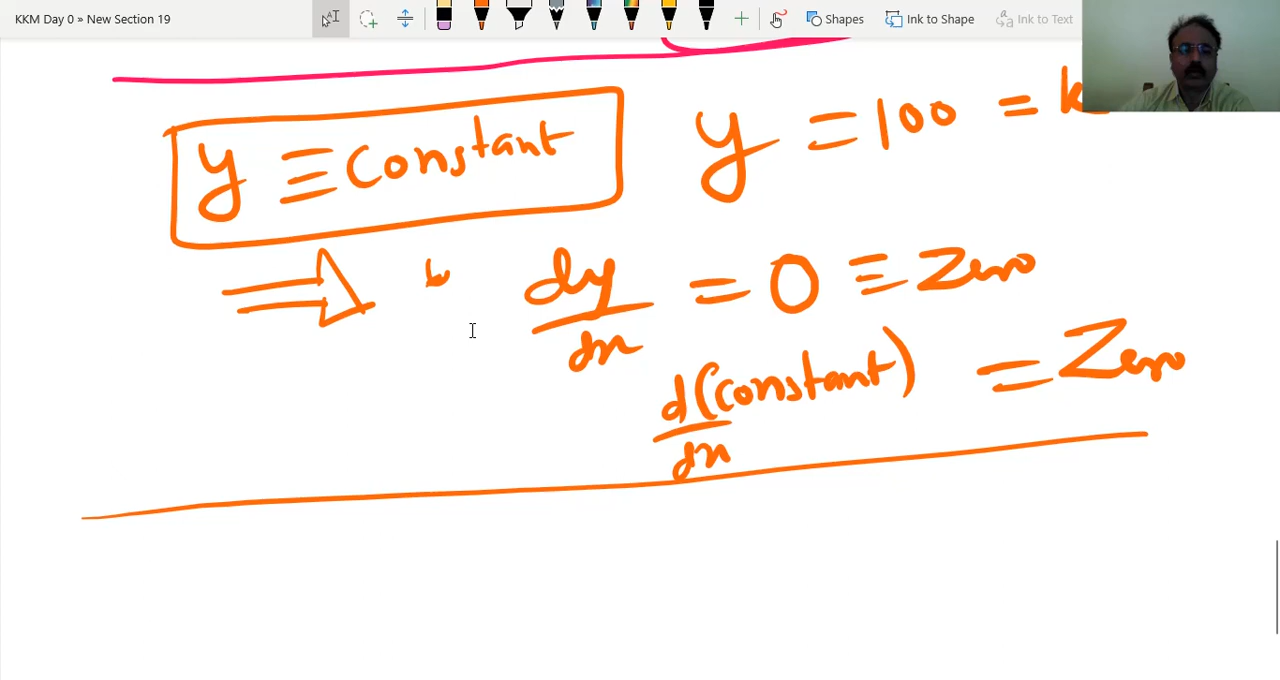 KKM Day 0 » New Section 19
Shapes
Ink to Shape
Ink to Text
y ≡ Constant
y = 100 = k
dy/dx = 0 ≡ Zero
d(constant)/dx = Zero